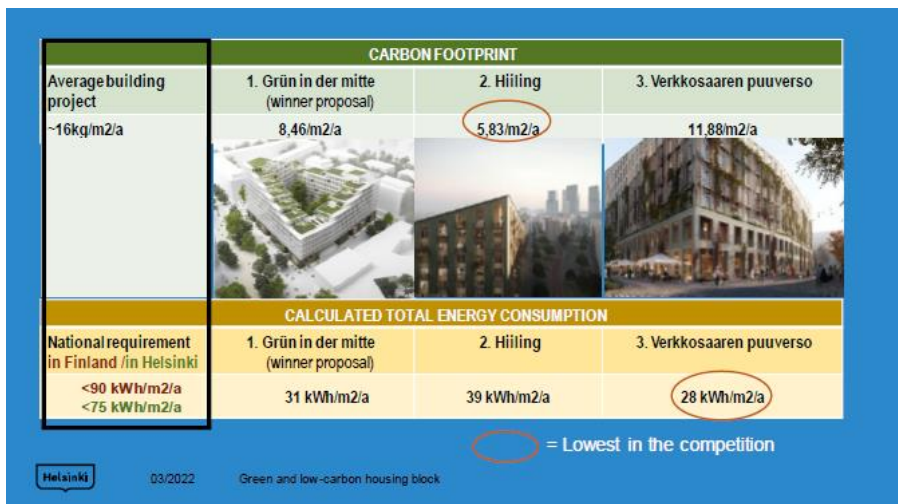 CARBON FOOTPRINT
Average building project
1. Grün in der mitte (winner proposal)
2. Hiiling
3. Verkkosaaren puuverso
~16kg/m2/a
8,46/m2/a
5,83/m2/a
11,88/m2/a
CALCULATED TOTAL ENERGY CONSUMPTION
National requirement in Finland /in Helsinki
1. Grün in der mitte (winner proposal)
2. Hiiling
3. Verkkosaaren puuverso
<90 kWh/m2/a
<75 kWh/m2/a
31 kWh/m2/a
39 kWh/m2/a
28 kWh/m2/a
= Lowest in the competition
Helsinki
03/2022
Green and low-carbon housing block